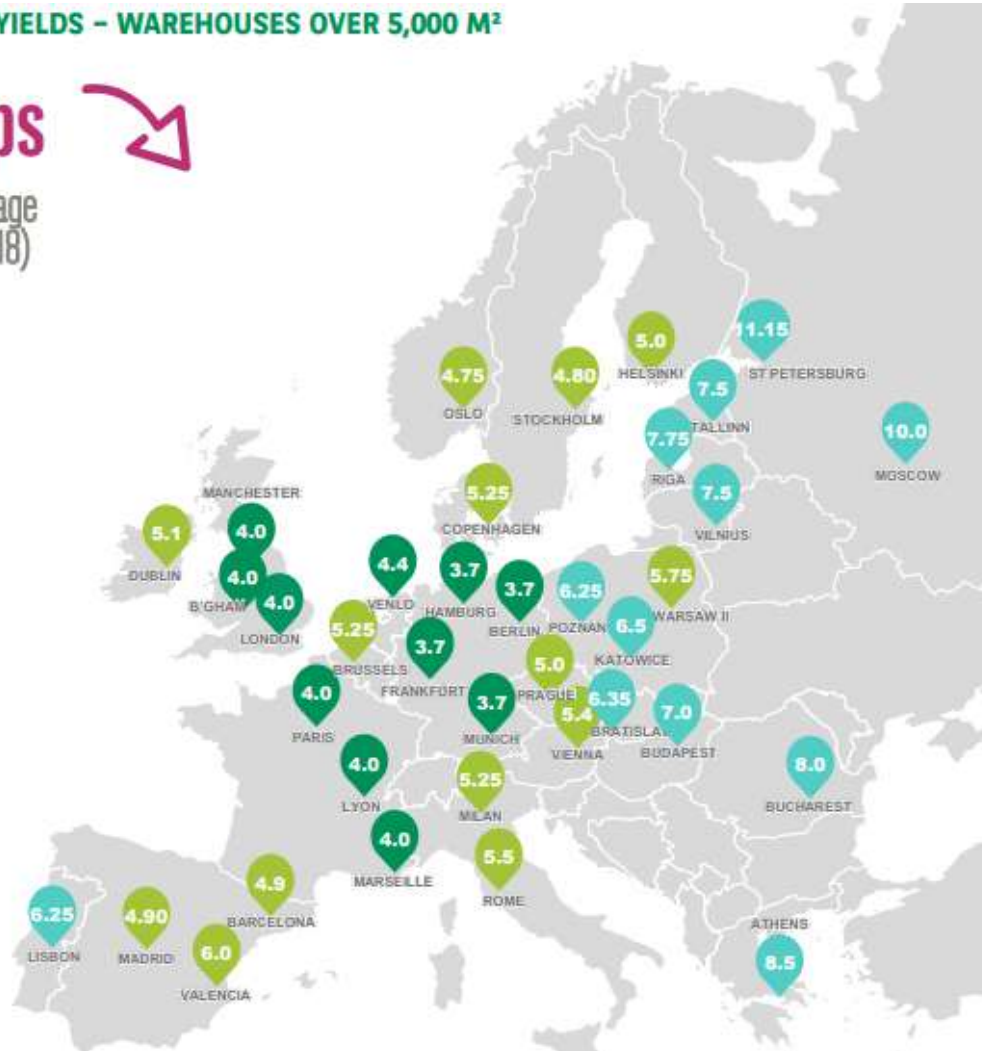 YIELDS – WAREHOUSES OVER 5,000 M²
DS
age
18)
11.15
ST PETERSBURG
5.0
HELSINKI
4.75
OSLO
4.80
STOCKHOLM
7.5
TALLINN
10.0
MOSCOW
7.75
RIGA
7.5
VILNIUS
5.25
COPENHAGEN
MANCHESTER
4.0
5.1
DUBLIN
4.0
B'GHAM
4.0
LONDON
4.4
VENLO
3.7
HAMBURG
3.7
BERLIN
6.25
POZNAN
5.75
WARSAW II
6.5
KATOWICE
5.25
BRUSSELS
3.7
FRANKFURT
5.0
PRAGUE
4.0
PARIS
3.7
MUNICH
5.4
VIENNA
6.35
BRATISLA
7.0
BUDAPEST
4.0
LYON
5.25
MILAN
8.0
BUCHAREST
4.0
MARSEILLE
5.5
ROME
4.9
BARCELONA
6.25
LISBON
4.90
MADRID
6.0
VALENCIA
ATHENS
8.5